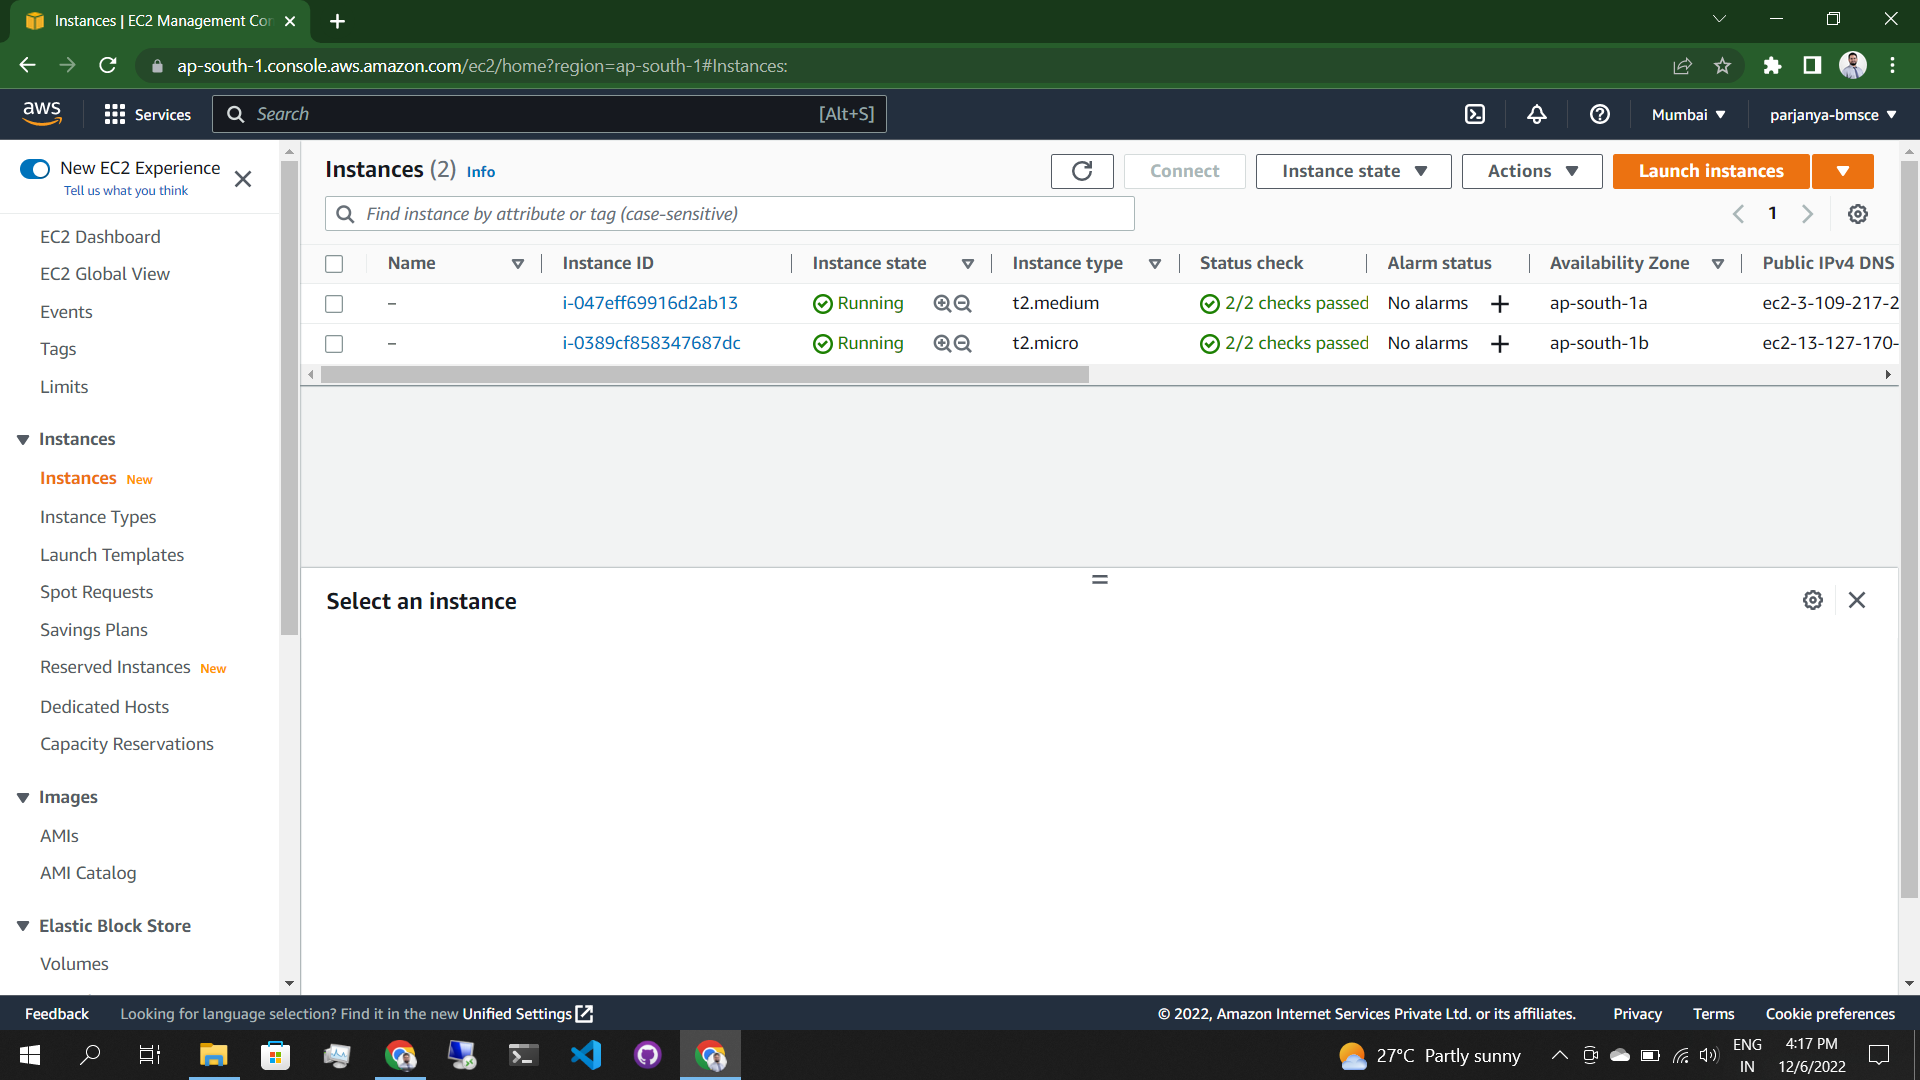 Instances | EC2 Management Con
ap-south-1.console.aws.amazon.com/ec2/home?region=ap-south-1#Instances:
aws
Services
Search
[Alt+S]
Mumbai
parjanya-bmsce
New EC2 Experience
Tell us what you think
EC2 Dashboard
EC2 Global View
Events
Tags
Limits
Instances
Instances New
Instance Types
Launch Templates
Spot Requests
Savings Plans
Reserved Instances New
Dedicated Hosts
Capacity Reservations
Images
AMIs
AMI Catalog
Elastic Block Store
Volumes
Instances (2) Info
Connect
Instance state
Actions
Launch instances
Find instance by attribute or tag (case-sensitive)
1
Name Instance ID Instance state Instance type Status check Alarm status Availability Zone Public IPv4 DNS
– i-047eff69916d2ab13 Running t2.medium 2/2 checks passed No alarms + ap-south-1a ec2-3-109-217-2
– i-0389cf858347687dc Running t2.micro 2/2 checks passed No alarms + ap-south-1b ec2-13-127-170-
Select an instance
Feedback
Looking for language selection? Find it in the new Unified Settings
© 2022, Amazon Internet Services Private Ltd. or its affiliates.
Privacy
Terms
Cookie preferences
27°C Partly sunny
ENG
IN
4:17 PM
12/6/2022